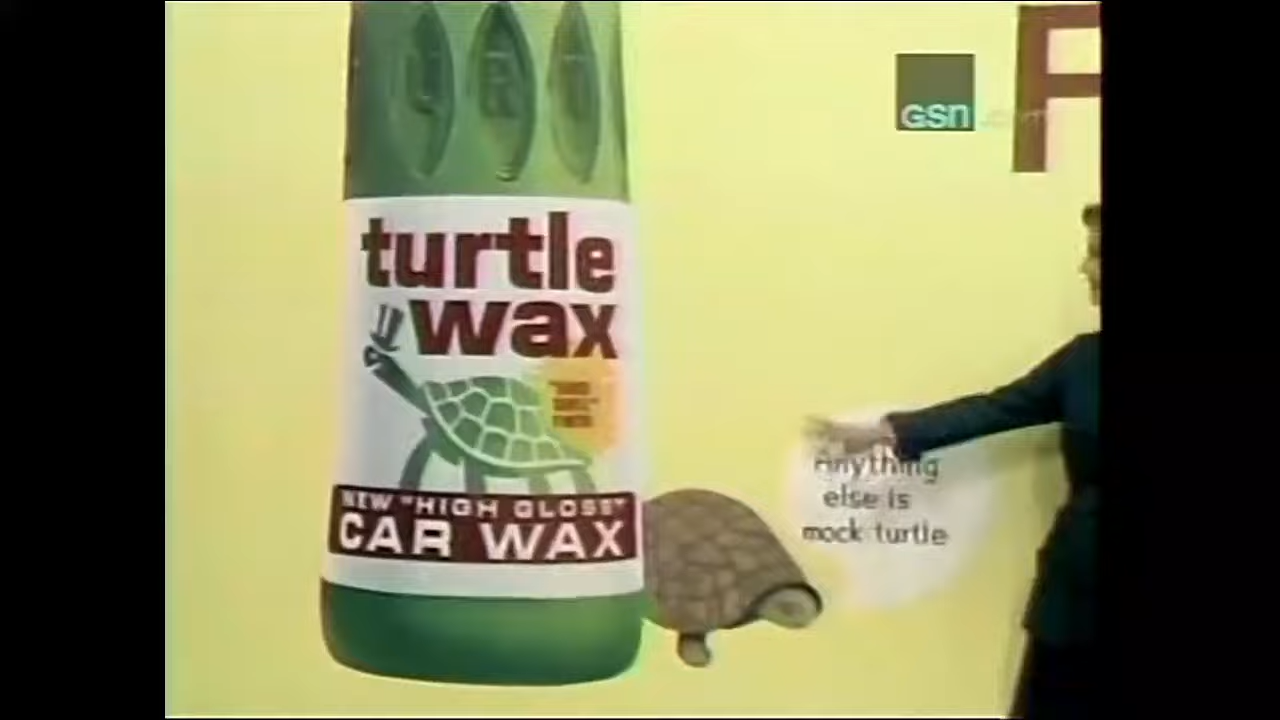 turtle
wax
NEW "HIGH GLOSS"
CAR WAX
GSN
F
Anything
else is
mock turtle